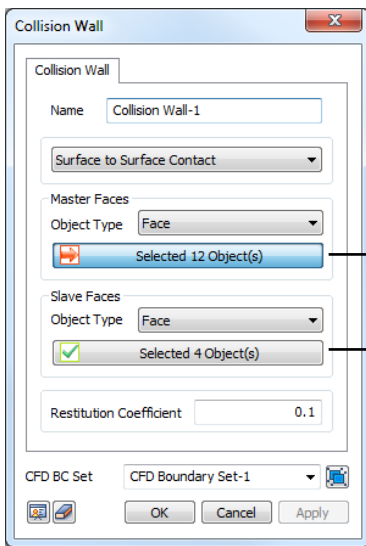 Collision Wall
Collision Wall
Name Collision Wall-1
Surface to Surface Contact
Master Faces
Object Type Face
Selected 12 Object(s)
Slave Faces
Object Type Face
Selected 4 Object(s)
Restitution Coefficient 0.1
CFD BC Set CFD Boundary Set-1
OK Cancel Apply